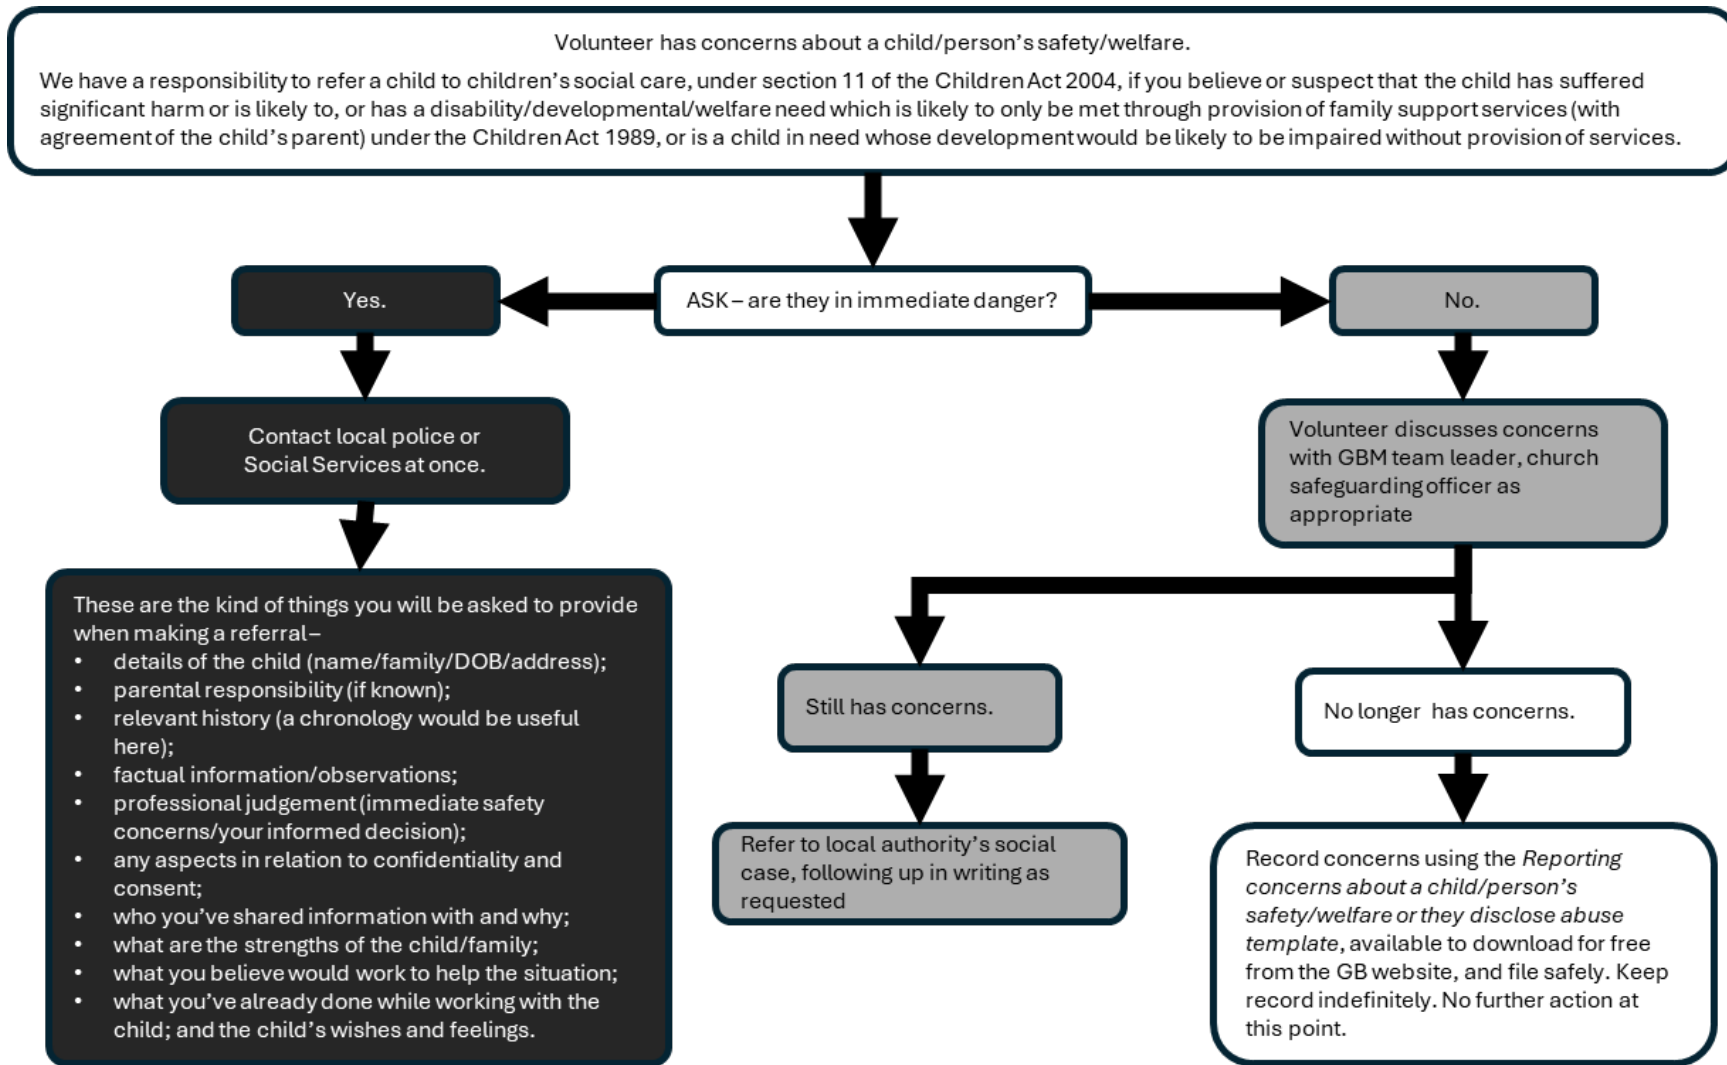 Volunteer has concerns about a child/person's safety/welfare.
We have a responsibility to refer a child to children's social care, under section 11 of the Children Act 2004, if you believe or suspect that the child has suffered
significant harm or is likely to, or has a disability/developmental/welfare need which is likely to only be met through provision of family support services (with
agreement of the child's parent) under the Children Act 1989, or is a child in need whose development would be likely to be impaired without provision of services.
Yes.
ASK – are they in immediate danger?
No.
Contact local police or
Social Services at once.
Volunteer discusses concerns
with GBM team leader, church
safeguarding officer as
appropriate
These are the kind of things you will be asked to provide
when making a referral –
• details of the child (name/family/DOB/address);
• parental responsibility (if known);
• relevant history (a chronology would be useful
here);
• factual information/observations;
• professional judgement (immediate safety
concerns/your informed decision);
• any aspects in relation to confidentiality and
consent;
• who you've shared information with and why;
• what are the strengths of the child/family;
• what you believe would work to help the situation;
• what you've already done while working with the
child; and the child's wishes and feelings.
Still has concerns.
No longer has concerns.
Refer to local authority's social
case, following up in writing as
requested
Record concerns using the Reporting
concerns about a child/person's
safety/welfare or they disclose abuse
template, available to download for free
from the GB website, and file safely. Keep
record indefinitely. No further action at
this point.